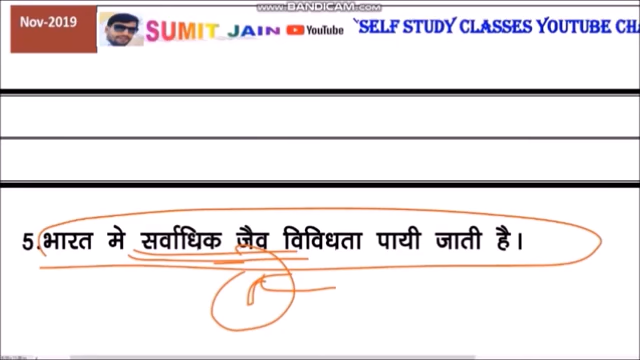 www.BANDICAM.com
Nov-2019
SUMIT JAIN YouTube
SELF STUDY CLASSES YOUTUBE CHA
5.भारत मे सर्वाधिक जैव विविधता पायी जाती है।